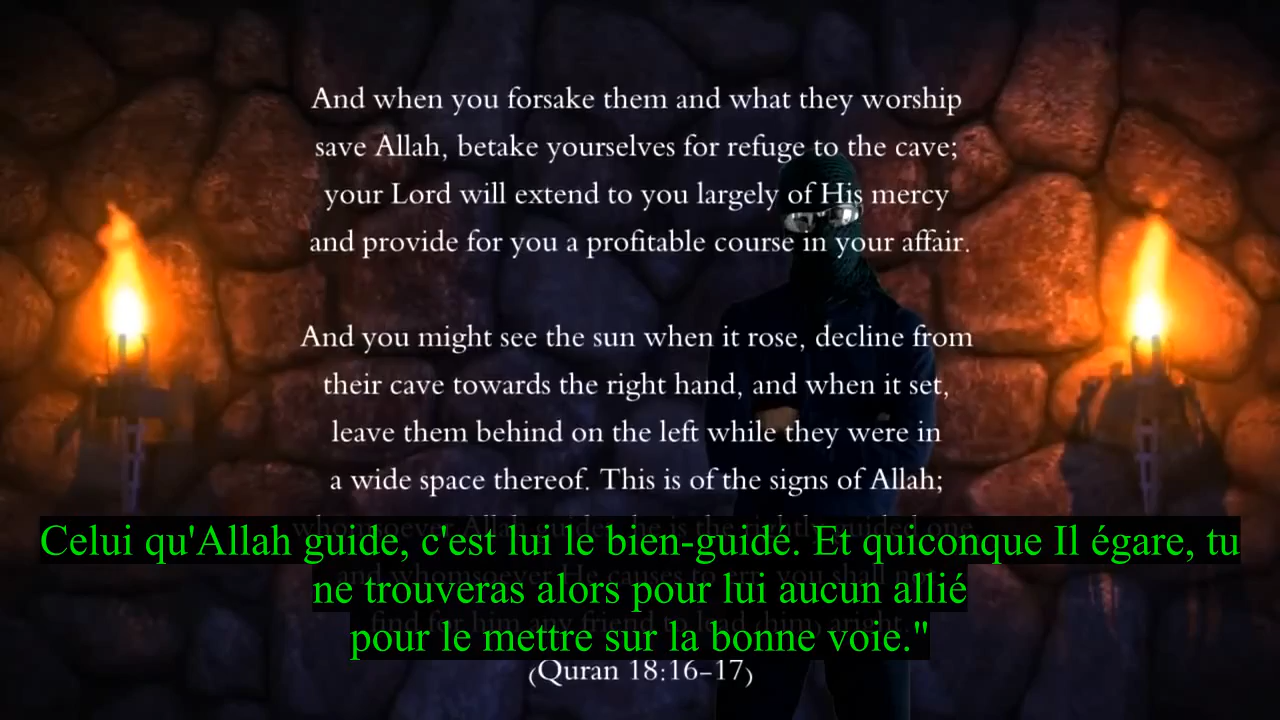 And when you forsake them and what they worship
save Allah, betake yourselves for refuge to the cave;
your Lord will extend to you largely of His mercy
and provide for you a profitable course in your affair.
And you might see the sun when it rose, decline from
their cave towards the right hand, and when it set,
leave them behind on the left while they were in
a wide space thereof. This is of the signs of Allah;
whomsoever Allah guides, he is the rightly guided one,
Celui qu'Allah guide, c'est lui le bien-guidé. Et quiconque Il égare, tu
and whomsoever He causes to err, you shall
ne trouveras alors pour lui aucun allié
find for him any friend to lead him aright.
pour le mettre sur la bonne voie."
(Quran 18:16-17)